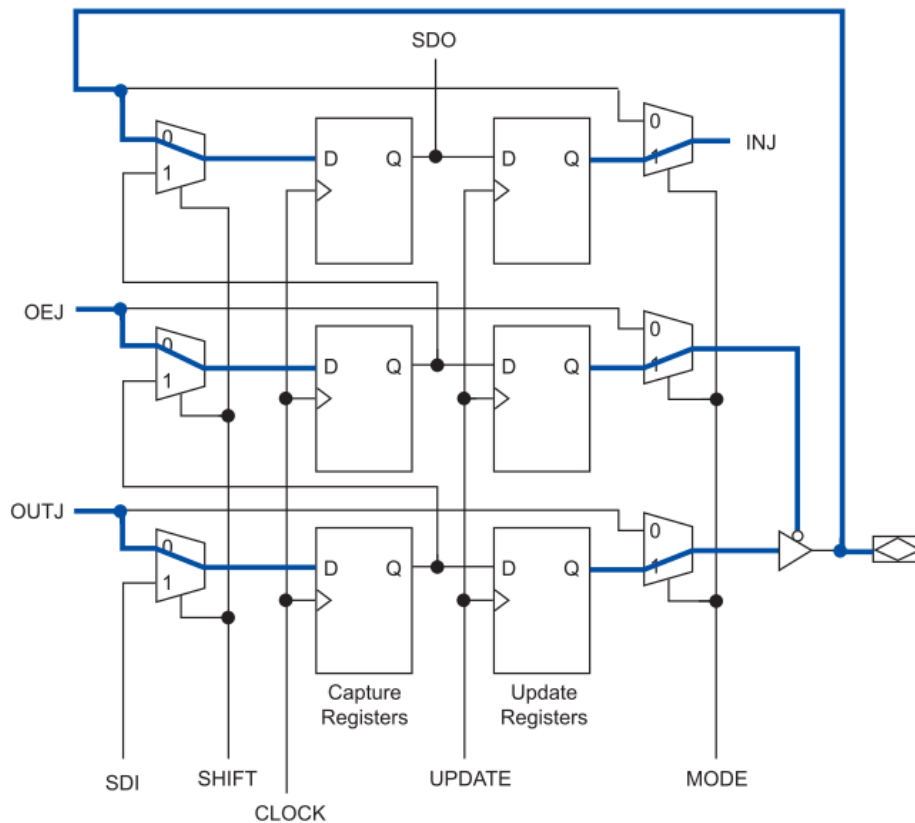 SDO
0
1
D Q
D Q
0
1
INJ
OEJ
0
1
D Q
D Q
0
1
OUTJ
0
1
D Q
D Q
0
1
Capture
Registers
Update
Registers
SDI
SHIFT
CLOCK
UPDATE
MODE